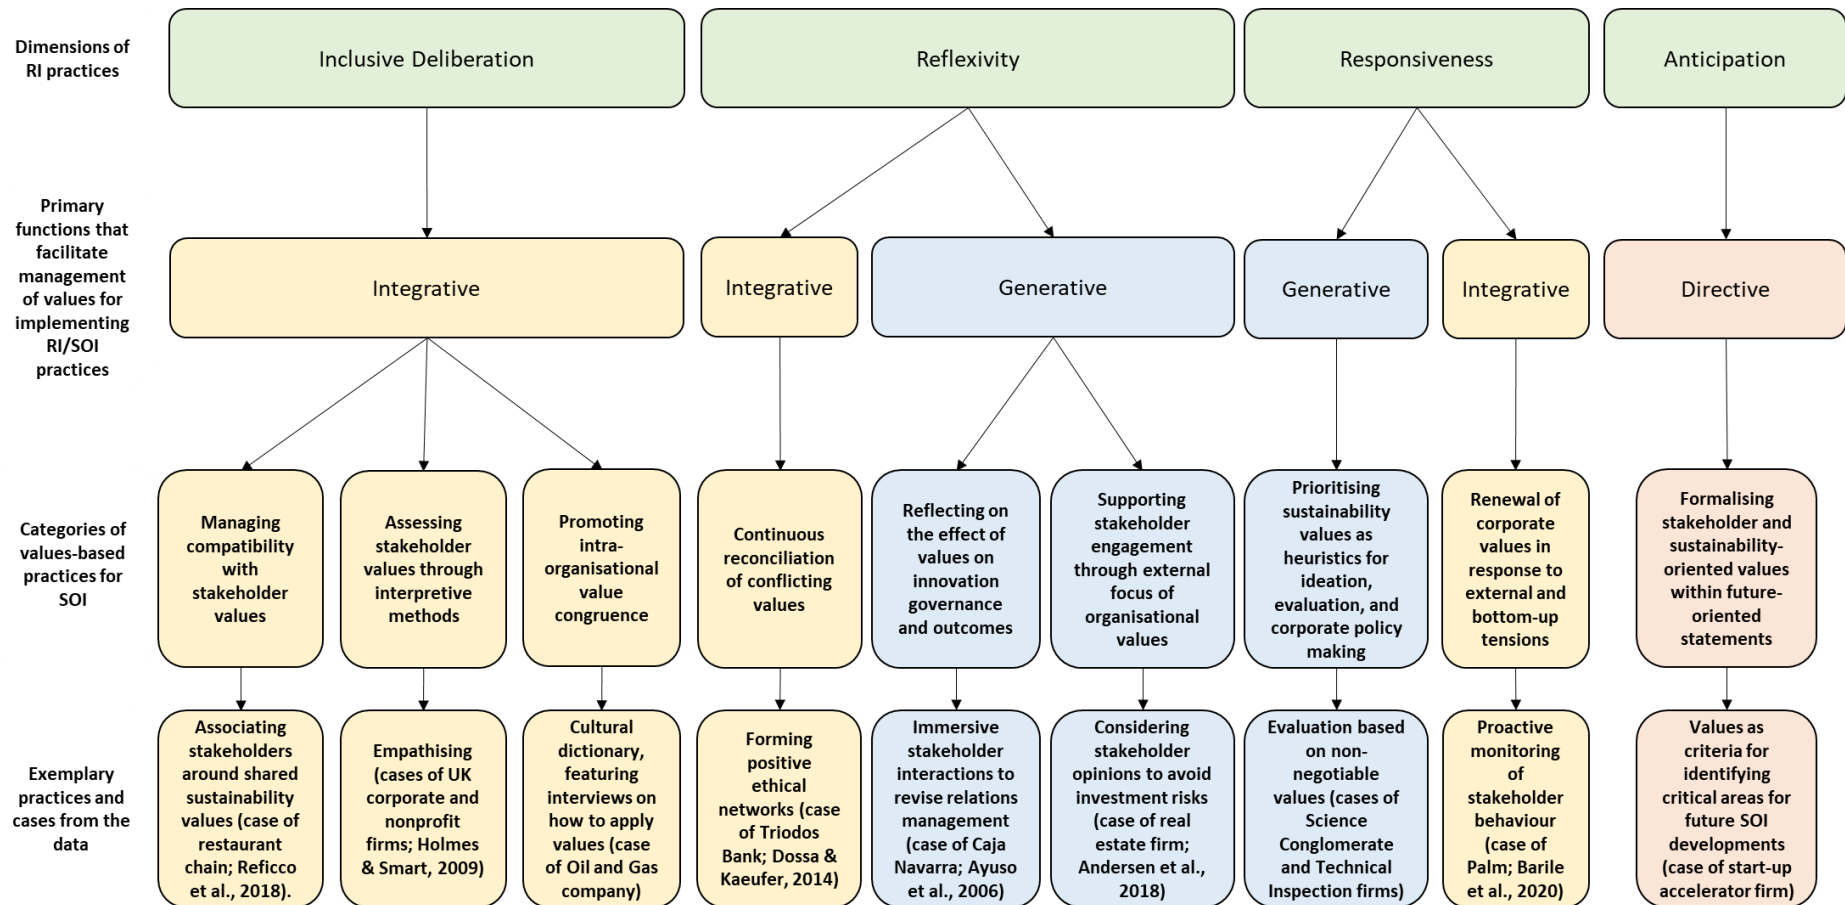 Dimensions of
RI practices
Inclusive Deliberation
Reflexivity
Responsiveness
Anticipation
Primary
functions that
facilitate
management
of values for
implementing
RI/SOI
practices
Integrative
Integrative
Generative
Generative
Integrative
Directive
Categories of
values-based
practices for
SOI
Managing
compatibility
with
stakeholder
values
Assessing
stakeholder
values through
interpretive
methods
Promoting
intra-
organisational
value
congruence
Continuous
reconciliation
of conflicting
values
Reflecting on
the effect of
values on
innovation
governance
and outcomes
Supporting
stakeholder
engagement
through external
focus of
organisational
values
Prioritising
sustainability
values as
heuristics for
ideation,
evaluation, and
corporate policy
making
Renewal of
corporate
values in
response to
external and
bottom-up
tensions
Formalising
stakeholder and
sustainability-
oriented values
within future-
oriented
statements
Exemplary
practices and
cases from the
data
Associating
stakeholders
around shared
sustainability
values (case of
restaurant
chain; Reficco
et al., 2018).
Empathising
(cases of UK
corporate and
nonprofit
firms; Holmes
& Smart, 2009)
Cultural
dictionary,
featuring
interviews on
how to apply
values (case
of Oil and Gas
company)
Forming
positive
ethical
networks (case
of Triodos
Bank; Dossa &
Kaeufer, 2014)
Immersive
stakeholder
interactions to
revise relations
management
(case of Caja
Navarra; Ayuso
et al., 2006)
Considering
stakeholder
opinions to avoid
investment risks
(case of real
estate firm;
Andersen et al.,
2018)
Evaluation based
on non-
negotiable
values (cases of
Science
Conglomerate
and Technical
Inspection firms)
Proactive
monitoring
of
stakeholder
behaviour
(case of
Palm; Barile
et al., 2020)
Values as
criteria for
identifying
critical areas for
future SOI
developments
(case of start-up
accelerator firm)